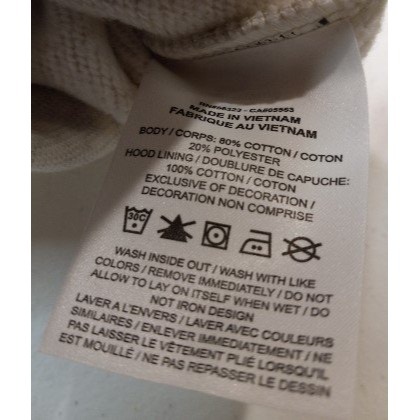 MADE IN VIETNAM
FABRIQUE AU VIETNAM
BODY / CORPS: 80% COTTON / COTON
20% POLYESTER
HOOD LINING / DOUBLURE DE CAPUCHE:
100% COTTON / COTON
EXCLUSIVE OF DECORATION /
DECORATION NON COMPRISE
30C
WASH INSIDE OUT / WASH WITH LIKE
COLORS / REMOVE IMMEDIATELY / DO NOT
ALLOW TO LAY ON ITSELF WHEN WET / DO
NOT IRON DESIGN
LAVER A L'ENVERS / LAVER AVEC COULEURS
SIMILAIRES / ENLEVER IMMEDIATEMENT / NE
PAS LAISSER LE VÊTEMENT PLIÉ LORSQU'IL
EST MOUILLÉ / NE PAS REPASSER LE DESSIN